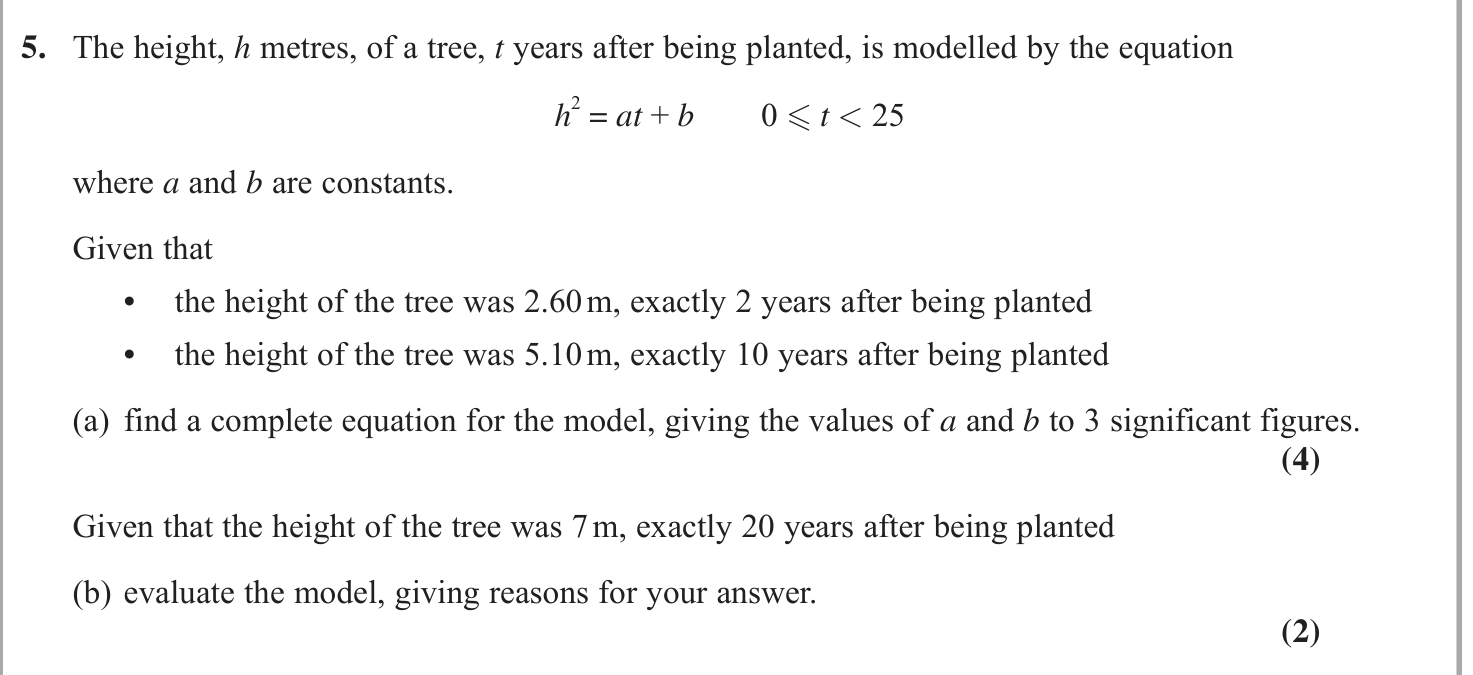 5. The height, h metres, of a tree, t years after being planted, is modelled by the equation
h² = at + b 0 ⩽ t < 25
where a and b are constants.
Given that
• the height of the tree was 2.60 m, exactly 2 years after being planted
• the height of the tree was 5.10 m, exactly 10 years after being planted
(a) find a complete equation for the model, giving the values of a and b to 3 significant figures.
(4)
Given that the height of the tree was 7 m, exactly 20 years after being planted
(b) evaluate the model, giving reasons for your answer.
(2)